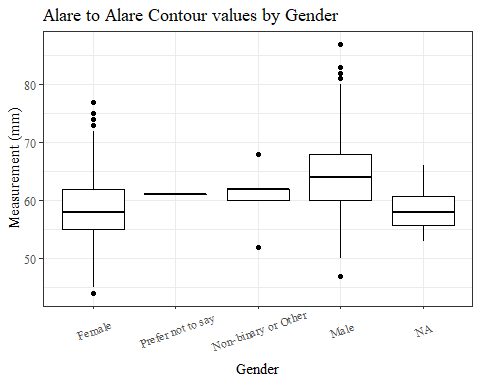 Alare to Alare Contour values by Gender
Measurement (mm)
80
70
60
50
Female
Prefer not to say
Non-binary or Other
Male
NA
Gender